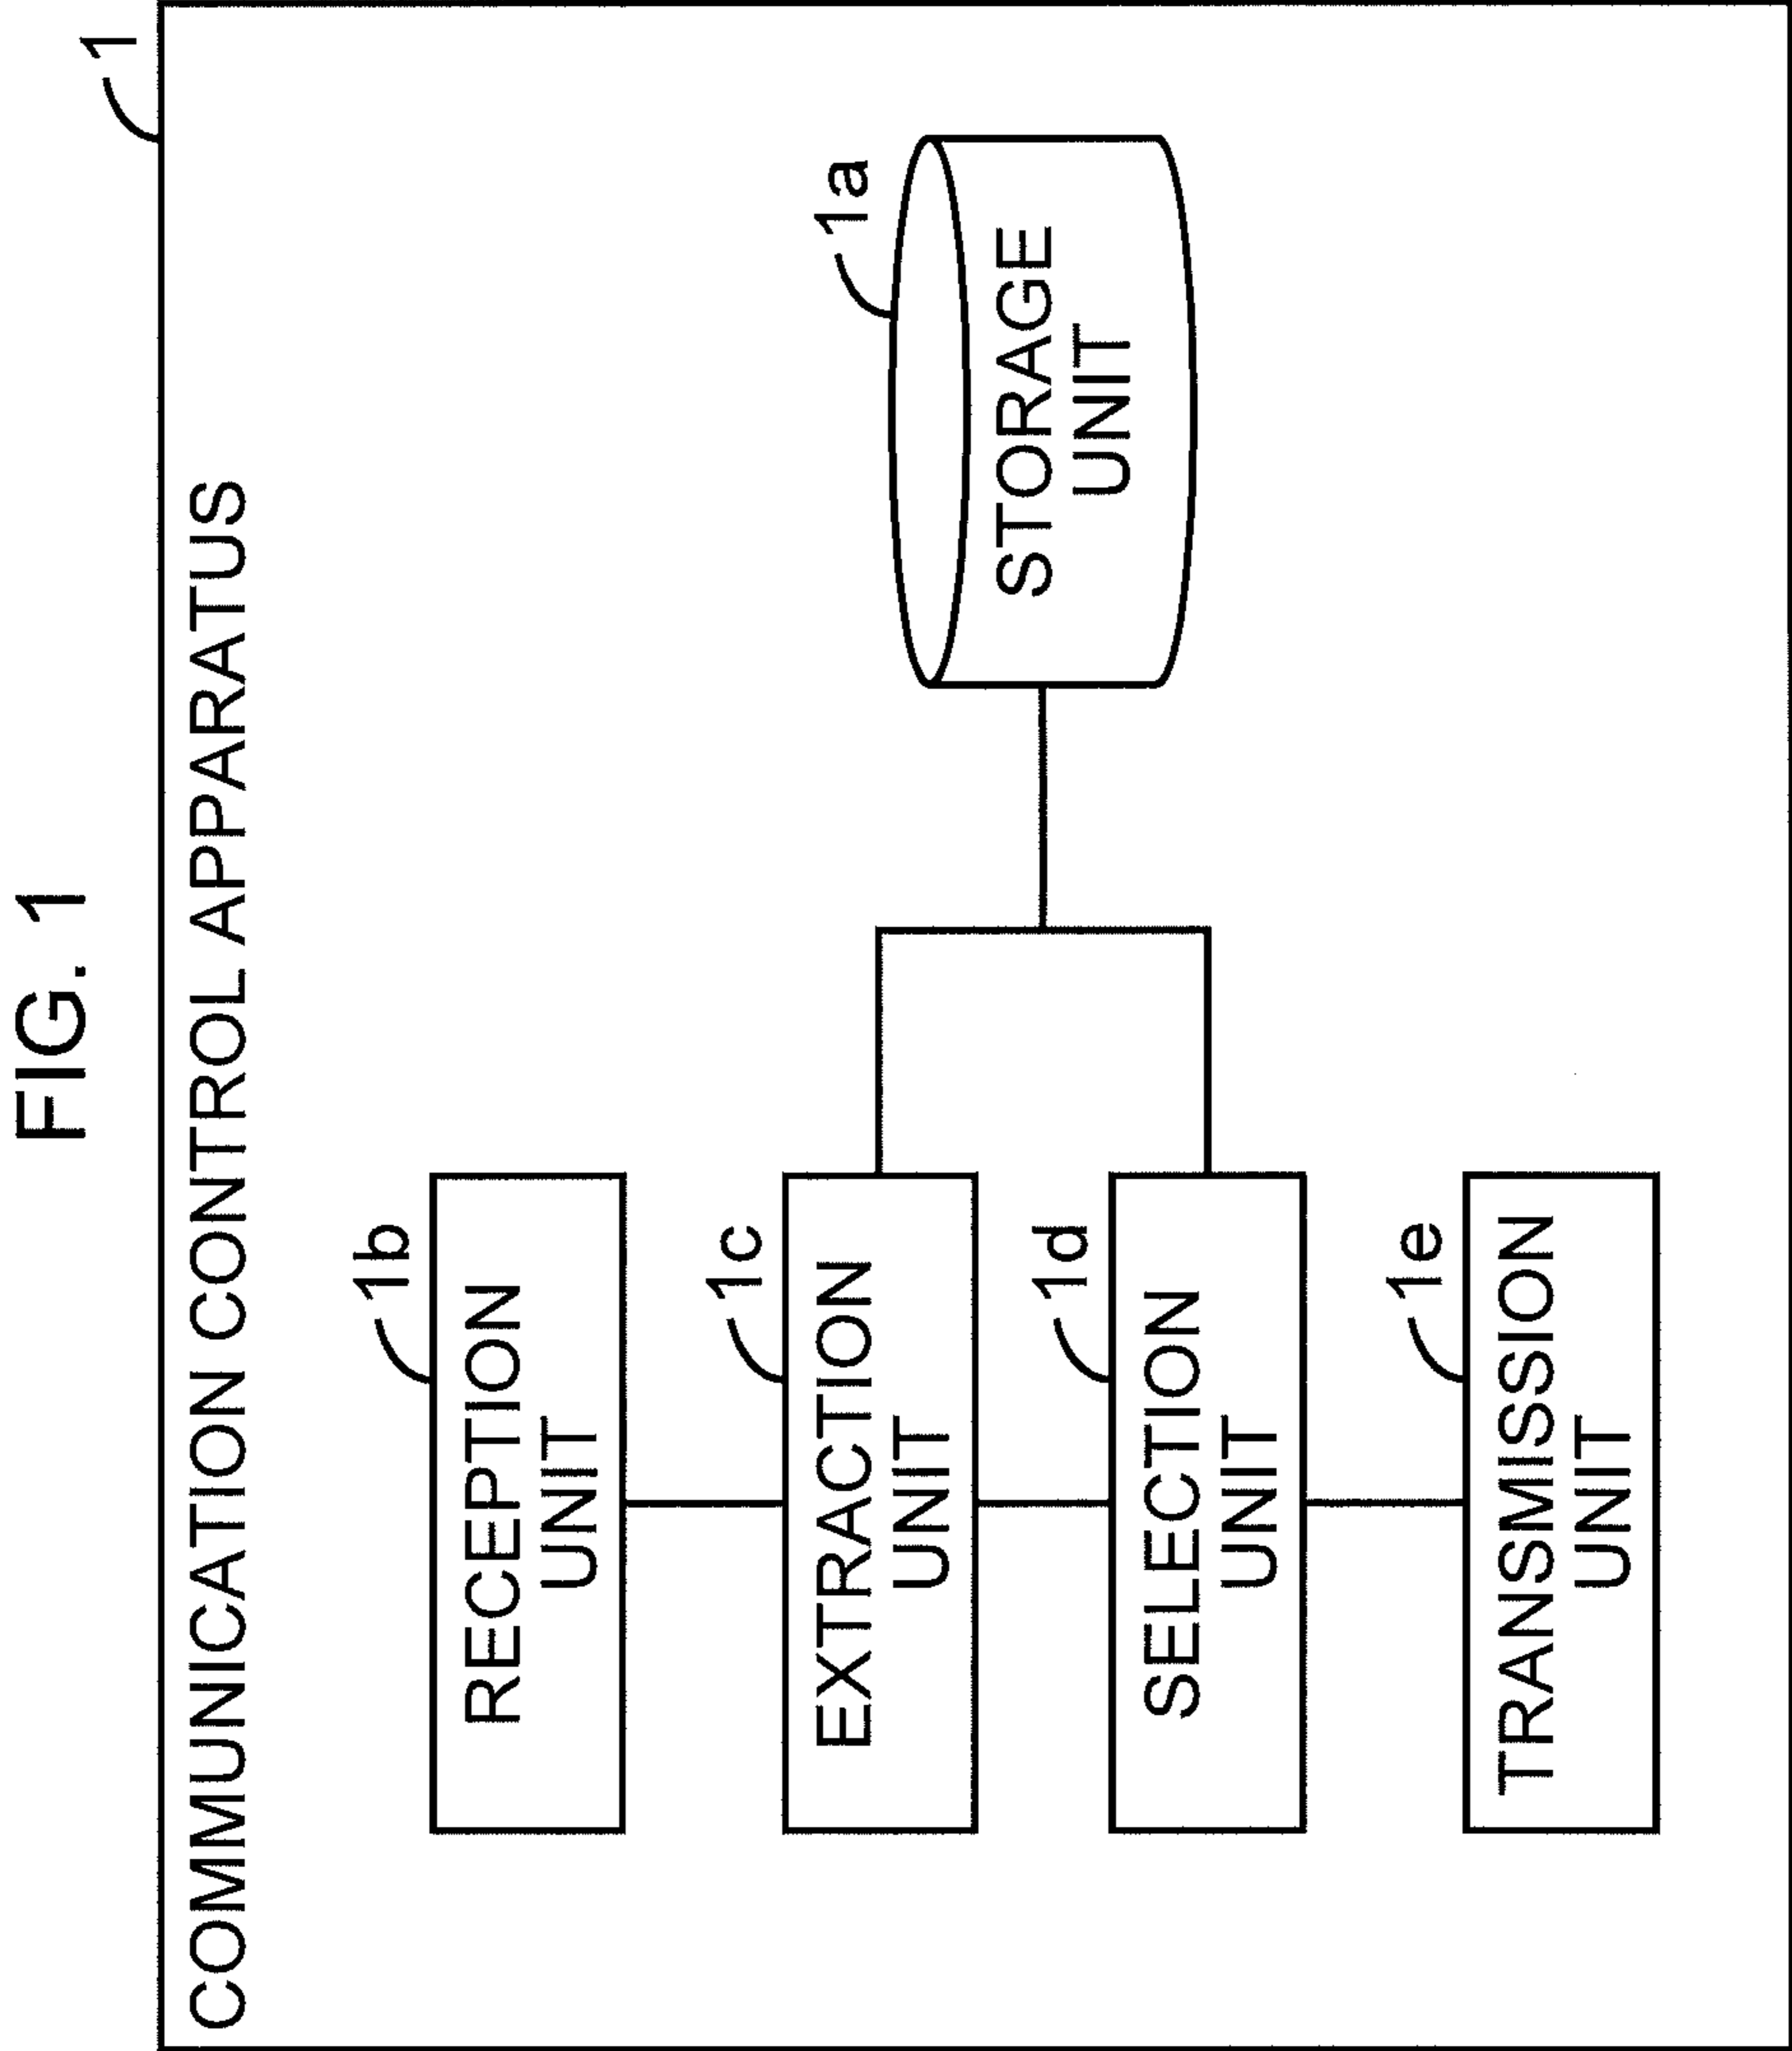 FIG. 1
1
COMMUNICATION CONTROL APPARATUS
1b
RECEPTION
UNIT
1c
EXTRACTION
UNIT
1d
SELECTION
UNIT
1e
TRANSMISSION
UNIT
1a
STORAGE
UNIT